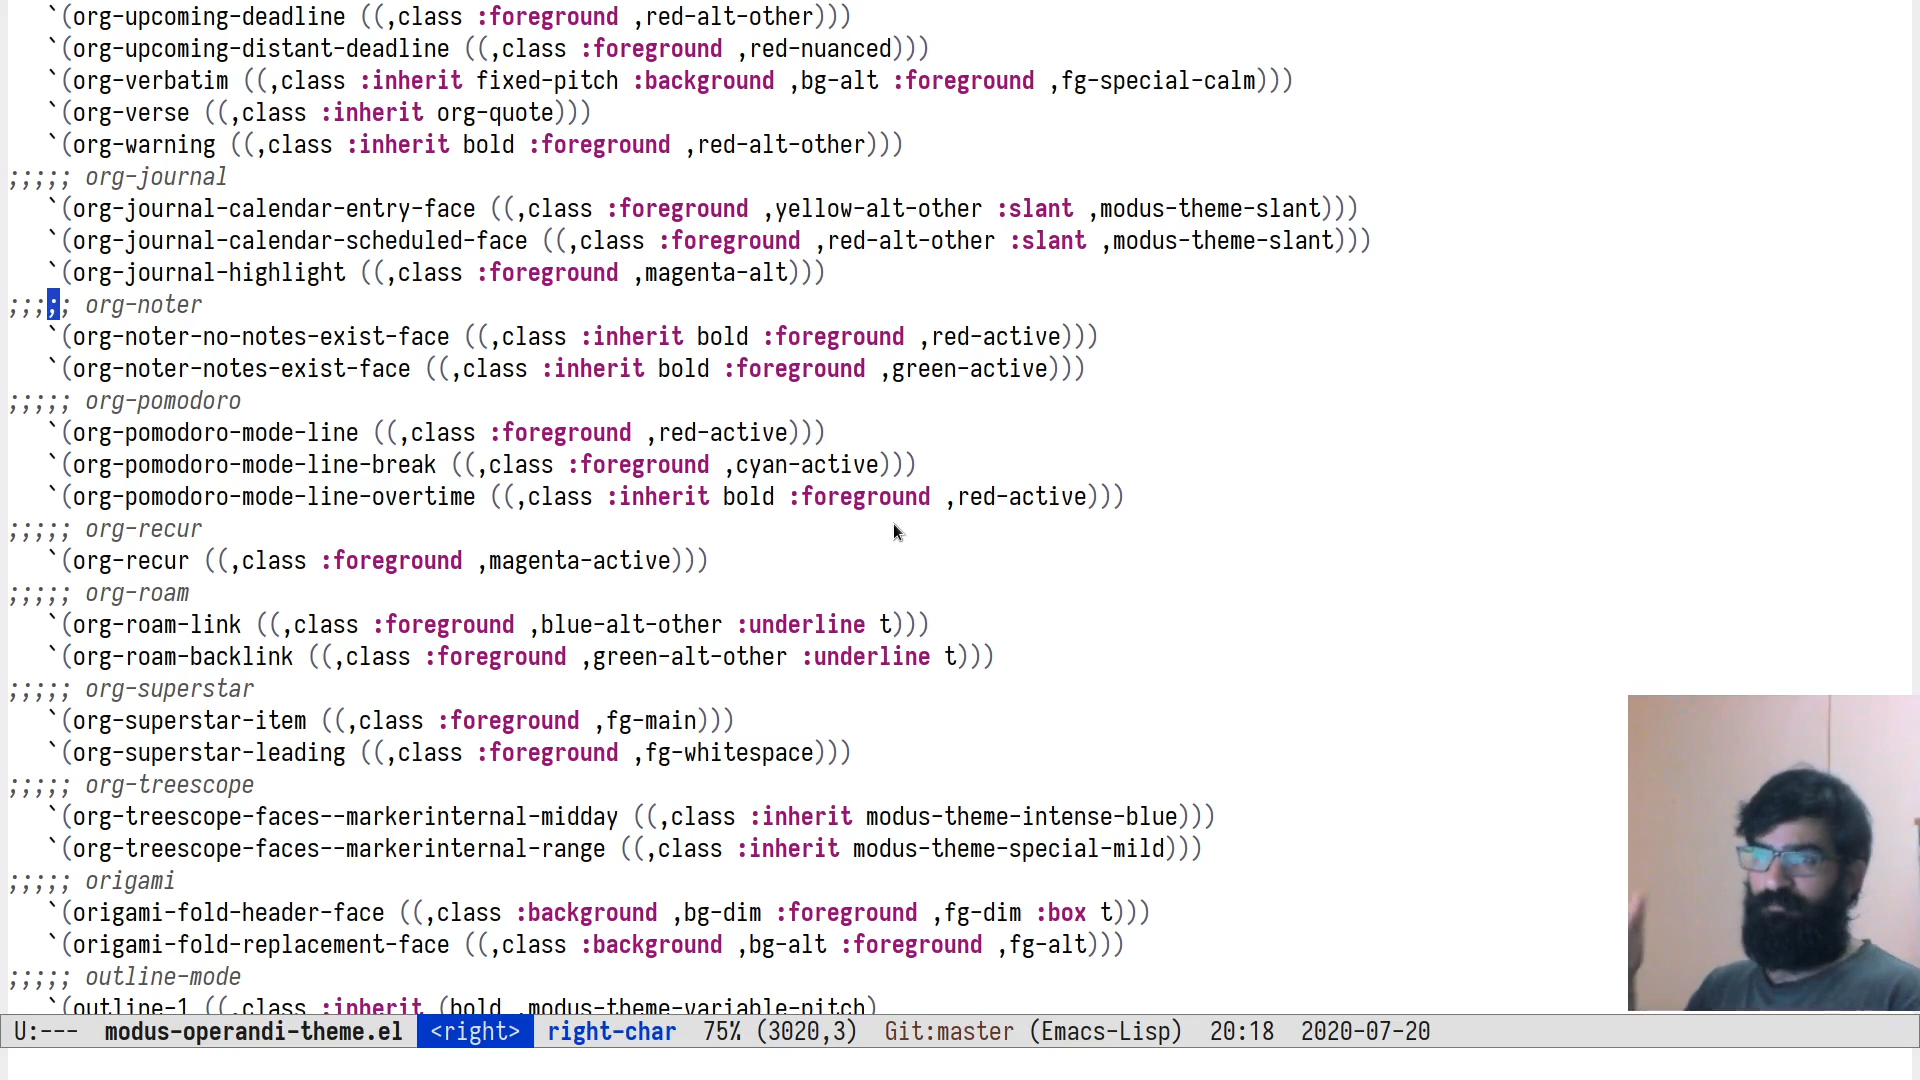 `(org-upcoming-deadline ((,class :foreground ,red-alt-other)))
`(org-upcoming-distant-deadline ((,class :foreground ,red-nuanced)))
`(org-verbatim ((,class :inherit fixed-pitch :background ,bg-alt :foreground ,fg-special-calm)))
`(org-verse ((,class :inherit org-quote)))
`(org-warning ((,class :inherit bold :foreground ,red-alt-other)))
;;;;; org-journal
`(org-journal-calendar-entry-face ((,class :foreground ,yellow-alt-other :slant ,modus-theme-slant)))
`(org-journal-calendar-scheduled-face ((,class :foreground ,red-alt-other :slant ,modus-theme-slant)))
`(org-journal-highlight ((,class :foreground ,magenta-alt)))
;;;;; org-noter
`(org-noter-no-notes-exist-face ((,class :inherit bold :foreground ,red-active)))
`(org-noter-notes-exist-face ((,class :inherit bold :foreground ,green-active)))
;;;;; org-pomodoro
`(org-pomodoro-mode-line ((,class :foreground ,red-active)))
`(org-pomodoro-mode-line-break ((,class :foreground ,cyan-active)))
`(org-pomodoro-mode-line-overtime ((,class :inherit bold :foreground ,red-active)))
;;;;; org-recur
`(org-recur ((,class :foreground ,magenta-active)))
;;;;; org-roam
`(org-roam-link ((,class :foreground ,blue-alt-other :underline t)))
`(org-roam-backlink ((,class :foreground ,green-alt-other :underline t)))
;;;;; org-superstar
`(org-superstar-item ((,class :foreground ,fg-main)))
`(org-superstar-leading ((,class :foreground ,fg-whitespace)))
;;;;; org-treescope
`(org-treescope-faces--markerinternal-midday ((,class :inherit modus-theme-intense-blue)))
`(org-treescope-faces--markerinternal-range ((,class :inherit modus-theme-special-mild)))
;;;;; origami
`(origami-fold-header-face ((,class :background ,bg-dim :foreground ,fg-dim :box t)))
`(origami-fold-replacement-face ((,class :background ,bg-alt :foreground ,fg-alt)))
;;;;; outline-mode
`(outline-1 ((,class :inherit (bold ,modus-theme-variable-pitch)
U:--- modus-operandi-theme.el <right> right-char 75% (3020,3) Git:master (Emacs-Lisp) 20:18 2020-07-20